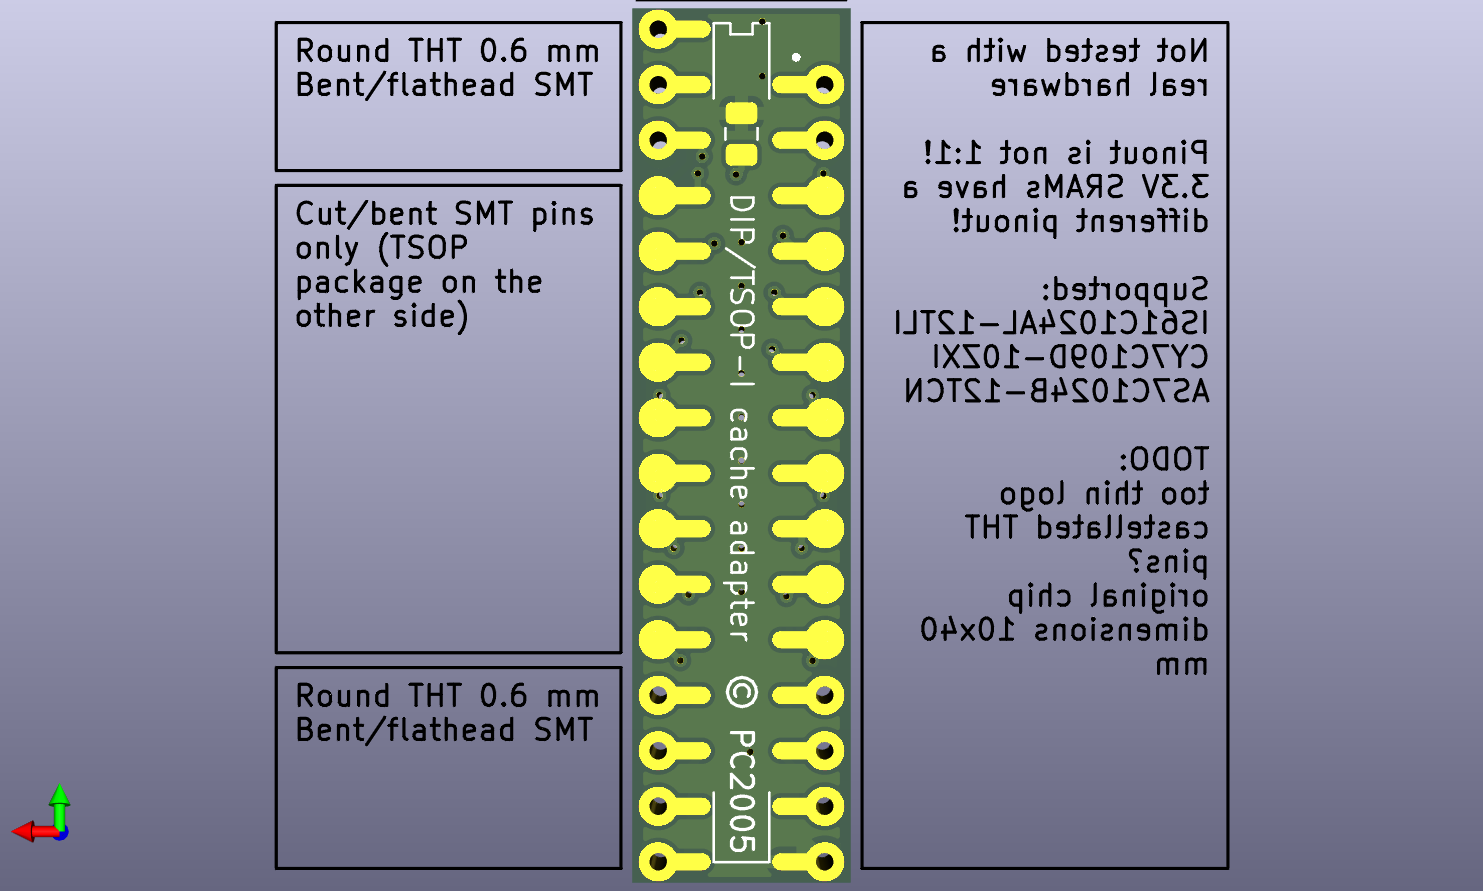 Round THT 0.6 mm
Bent/flathead SMT
Cut/bent SMT pins
only (TSOP
package on the
other side)
Round THT 0.6 mm
Bent/flathead SMT
DIP/TSOP-I cache adapter © PC2005
Not tested with a
real hardware
Pinout is not 1:1!
3.3V SRAMs have a
different pinout!
Supported:
IS61C1024AL-12TLI
CY7C109D-10ZXI
AS7C1024B-12TCN
TODO:
too thin logo
castellated THT
pins?
original chip
dimensions 10x40
mm